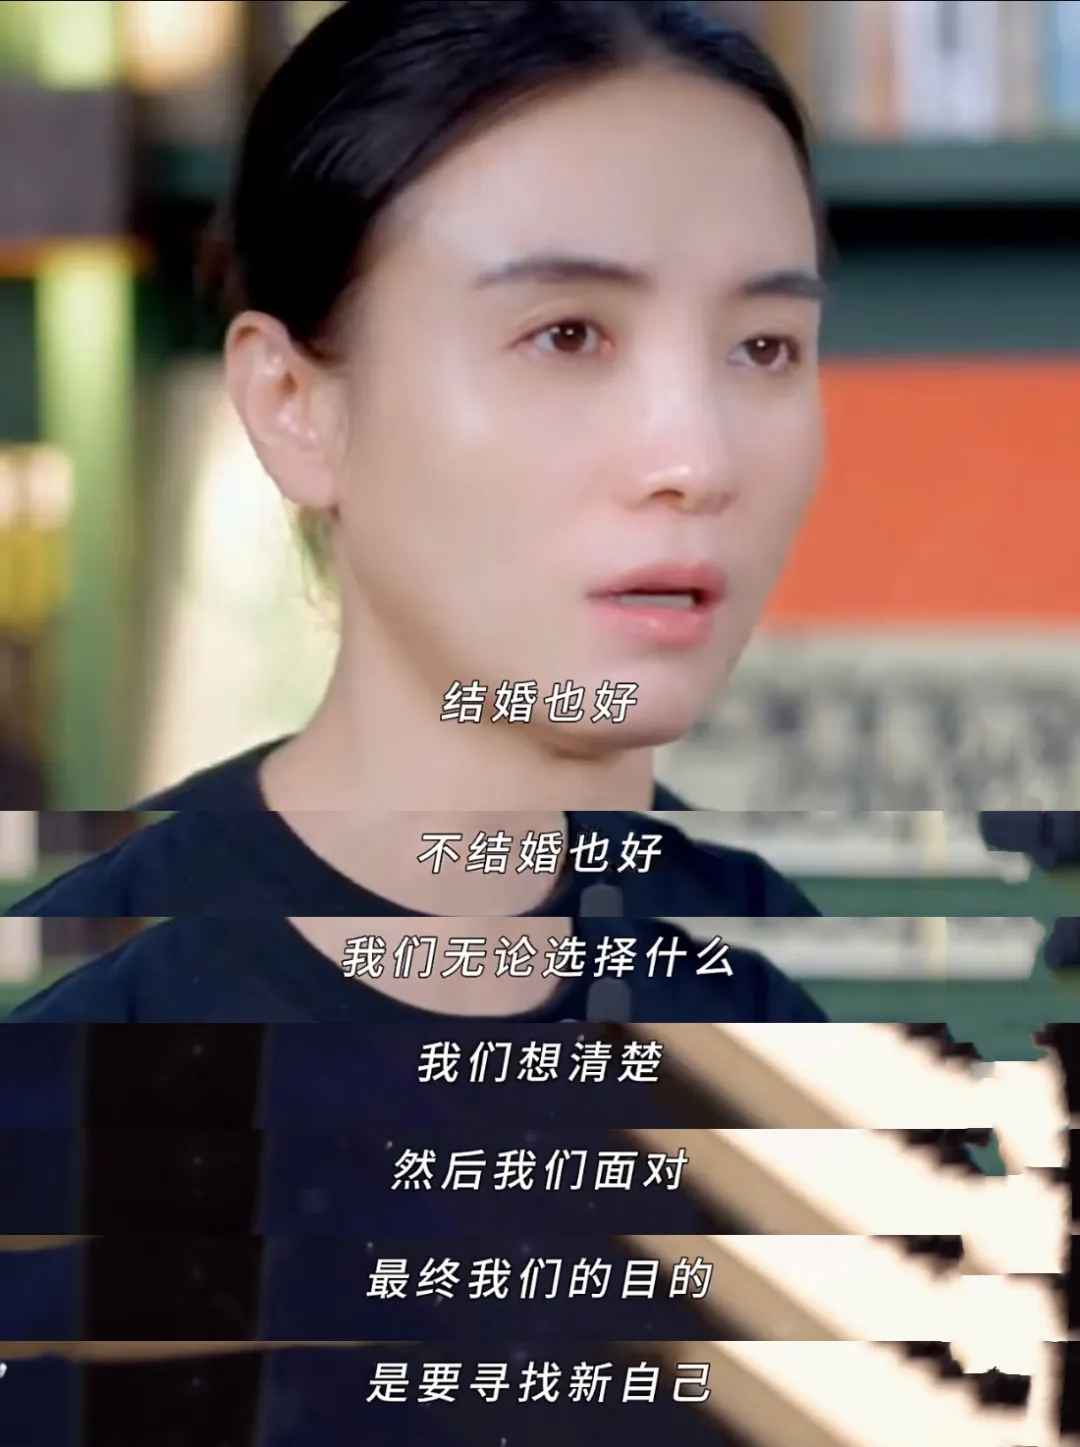 结婚也好
不结婚也好
我们无论选择什么
我们想清楚
然后我们面对
最终我们的目的
是要寻找新自己